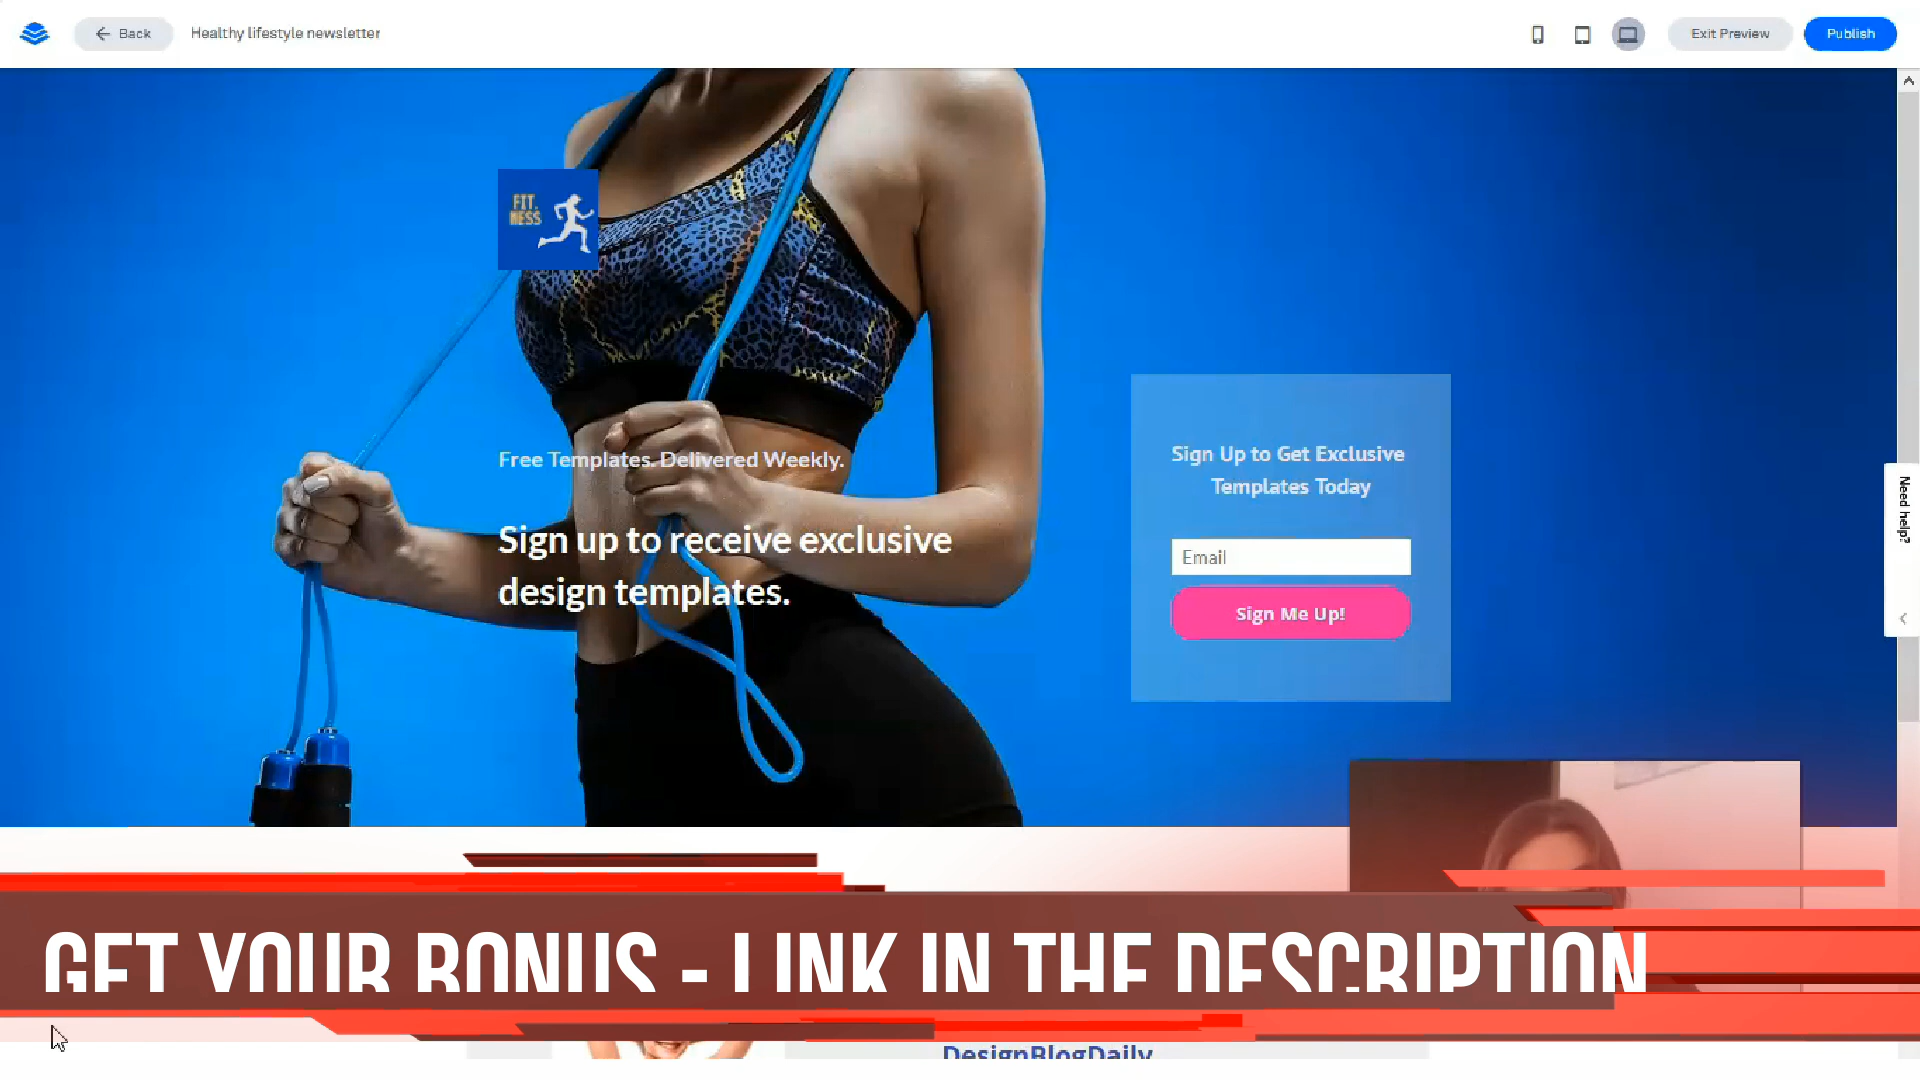 Back
Healthy lifestyle newsletter
Exit Preview
Publish
FIT.
NESS
Free Templates. Delivered Weekly.
Sign up to receive exclusive
design templates.
Sign Up to Get Exclusive
Templates Today
Email
Sign Me Up!
Need help?
GET YOUR BONUS - LINK IN THE DESCRIPTION
DesignBlogDaily